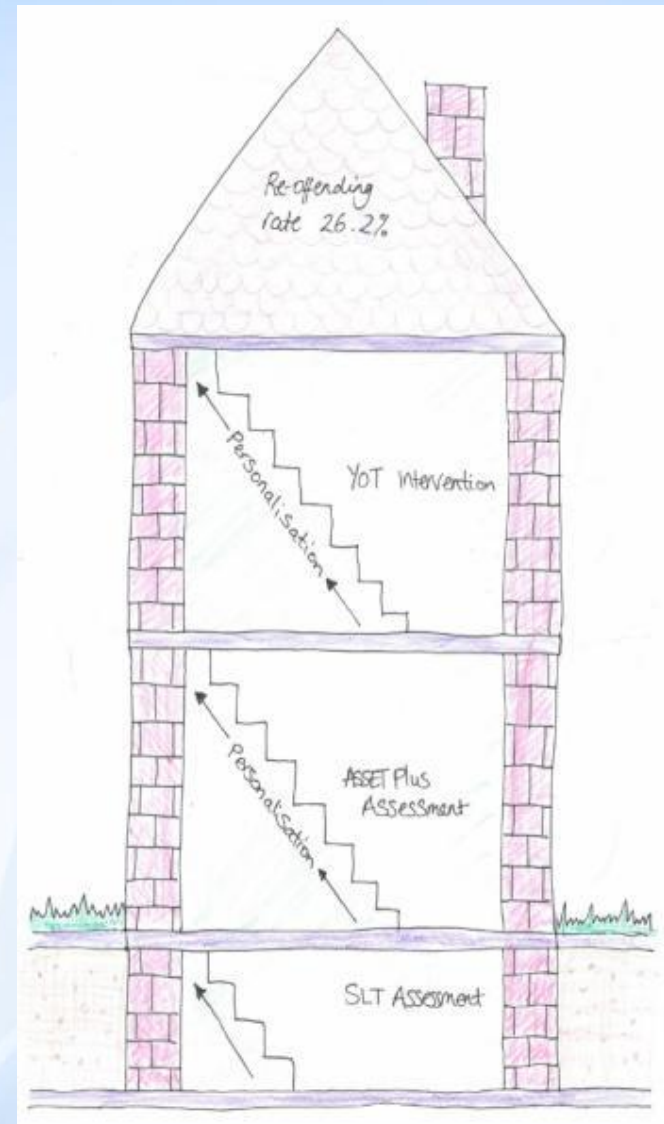 Re-offending
rate 26.2%
Personalisation
YOT Intervention
Personalisation
ASSET Plus
Assessment
SLT Assessment